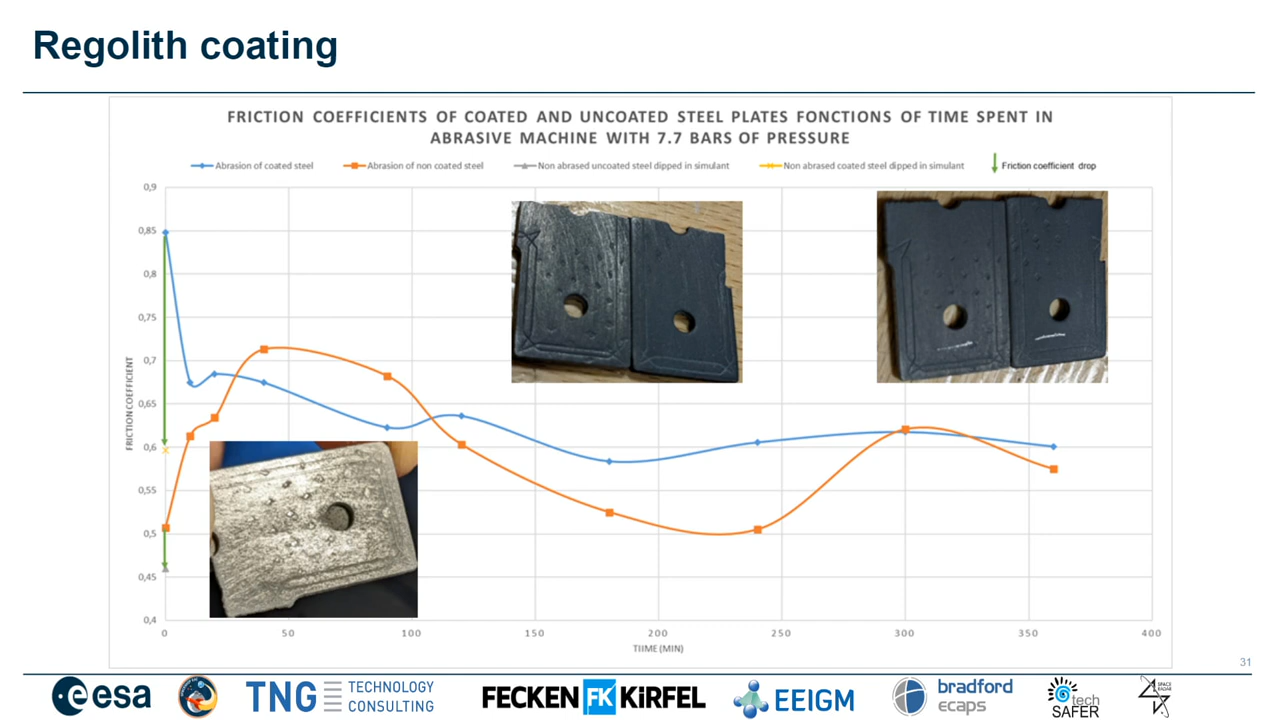 Regolith coating
FRICTION COEFFICIENTS OF COATED AND UNCOATED STEEL PLATES FONCTIONS OF TIME SPENT IN
ABRASIVE MACHINE WITH 7.7 BARS OF PRESSURE
Abrasion of coated steel
Abrasion of non coated steel
Non abrased uncoated steel dipped in simulant
Non abrased coated steel dipped in simulant
Friction coefficient drop
0,9
0,85
0,8
0,75
0,7
0,65
0,6
0,55
0,5
0,45
0,4
FRICTION COEFFICIENT
0
50
100
150
200
250
300
350
400
TIIME (MIN)
31
esa
TNG TECHNOLOGY
CONSULTING
FECKEN FK KiRFEL
EEIGM
bradford
ecaps
tech
SAFER
SPACE